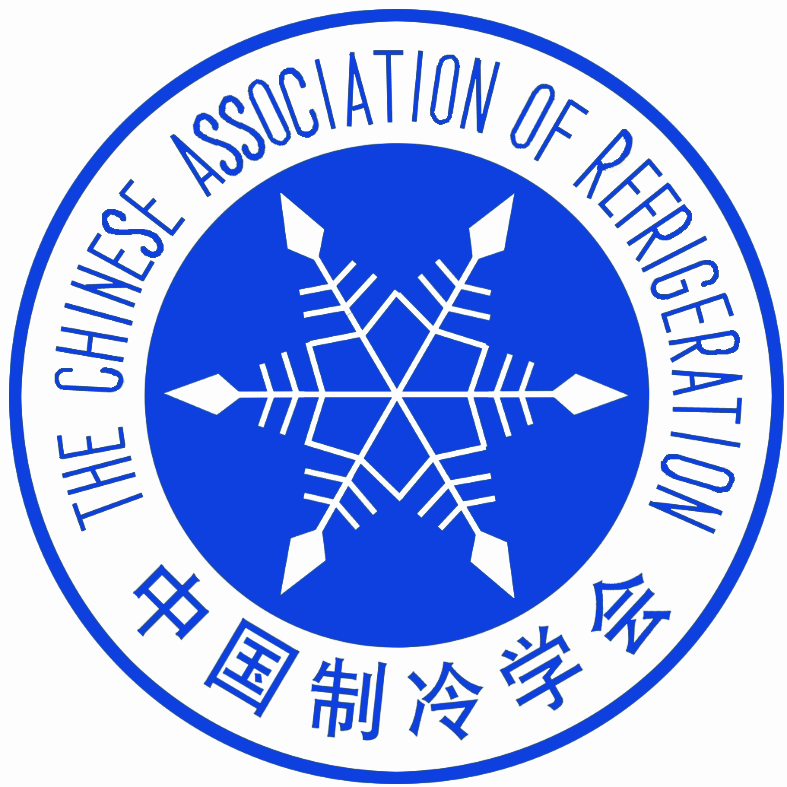 THE CHINESE ASSOCIATION OF REFRIGERATION
中国制冷学会